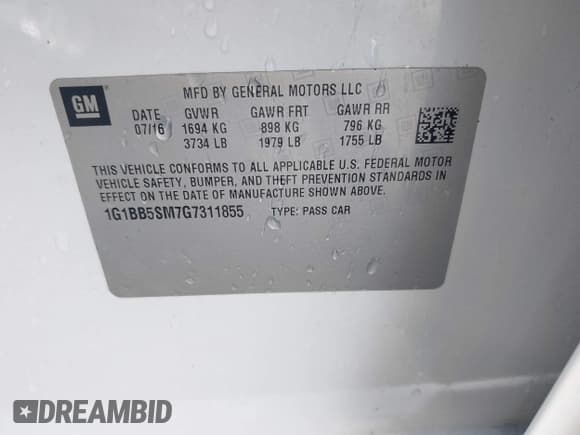 GM
MFD BY GENERAL MOTORS LLC
DATE GVWR GAWR FRT GAWR RR
07/16 1694 KG 898 KG 796 KG
3734 LB 1979 LB 1755 LB
THIS VEHICLE CONFORMS TO ALL APPLICABLE U.S. FEDERAL MOTOR
VEHICLE SAFETY, BUMPER, AND THEFT PREVENTION STANDARDS IN
EFFECT ON THE DATE OF MANUFACTURE SHOWN ABOVE.
1G1BB5SM7G7311855 TYPE: PASS CAR
DREAMBID